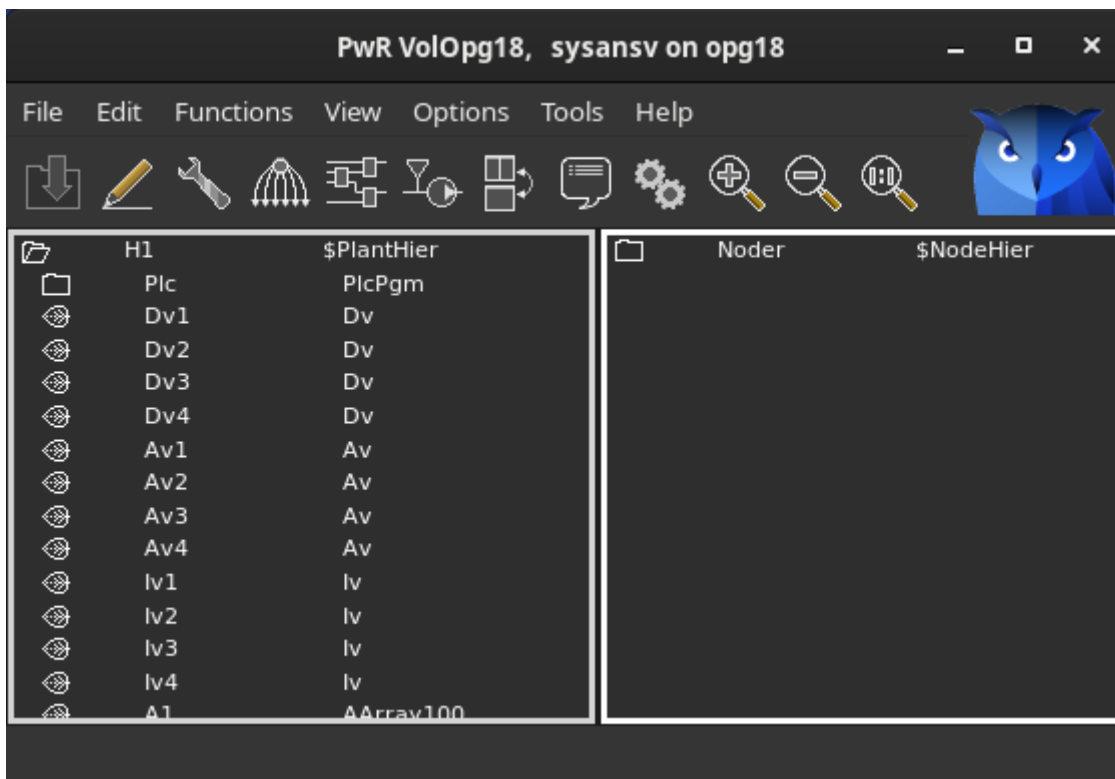 PwR VolOpg18, sysansv on opg18
File Edit Functions View Options Tools Help
H1 $PlantHier
Plc PlcPgm
Dv1 Dv
Dv2 Dv
Dv3 Dv
Dv4 Dv
Av1 Av
Av2 Av
Av3 Av
Av4 Av
Iv1 Iv
Iv2 Iv
Iv3 Iv
Iv4 Iv
A1 AArray100
Noder $NodeHier